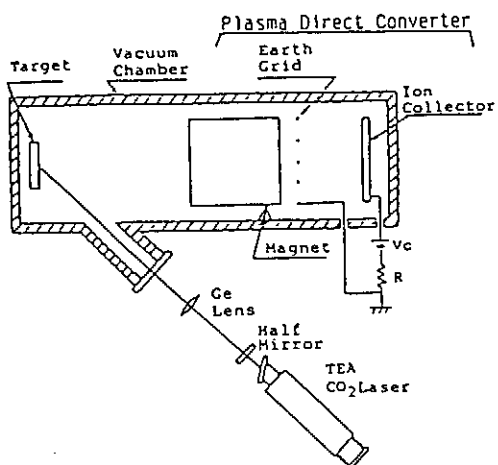 Plasma Direct Converter
Vacuum
Chamber
Earth
Grid
Target
Ion
Collector
Magnet
Vc
R
Ge
Lens
Half
Mirror
TEA
CO₂Laser